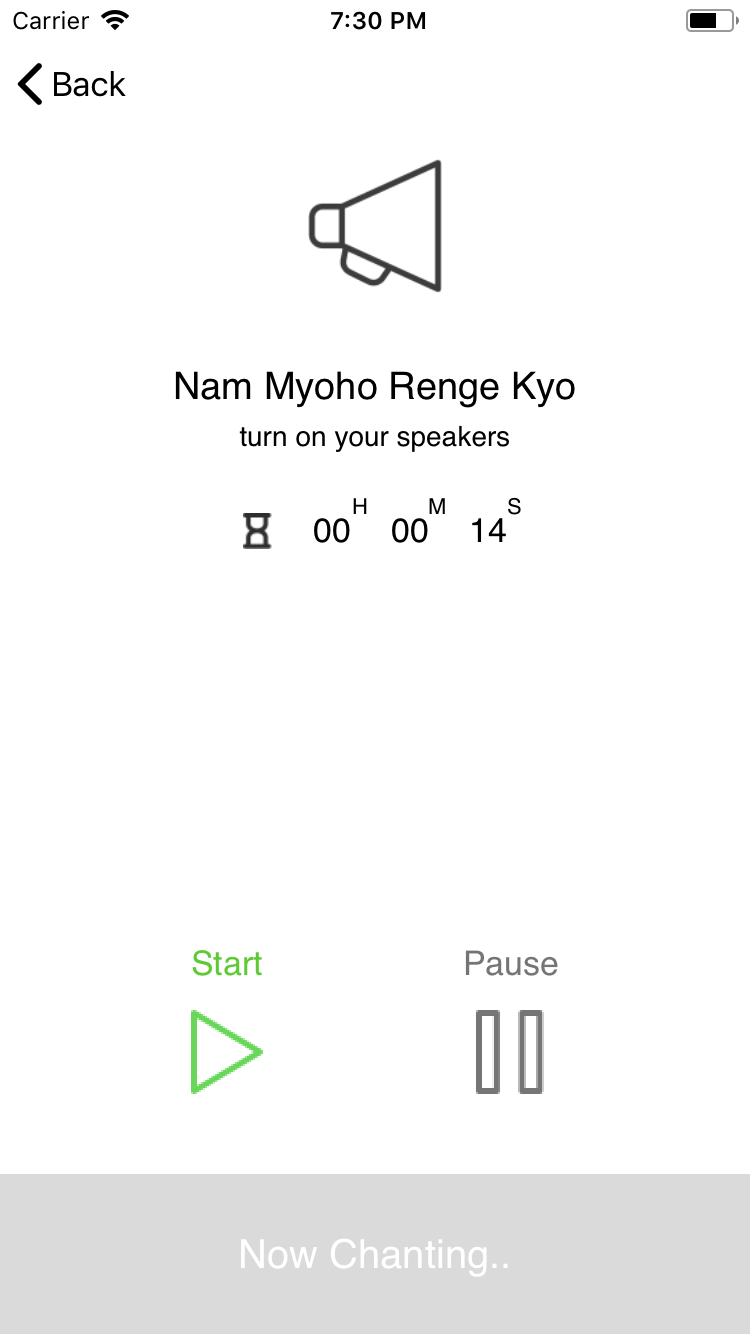 Carrier 7:30 PM
Back
Nam Myoho Renge Kyo
turn on your speakers
00 H 00 M 14 S
Start Pause
Now Chanting..